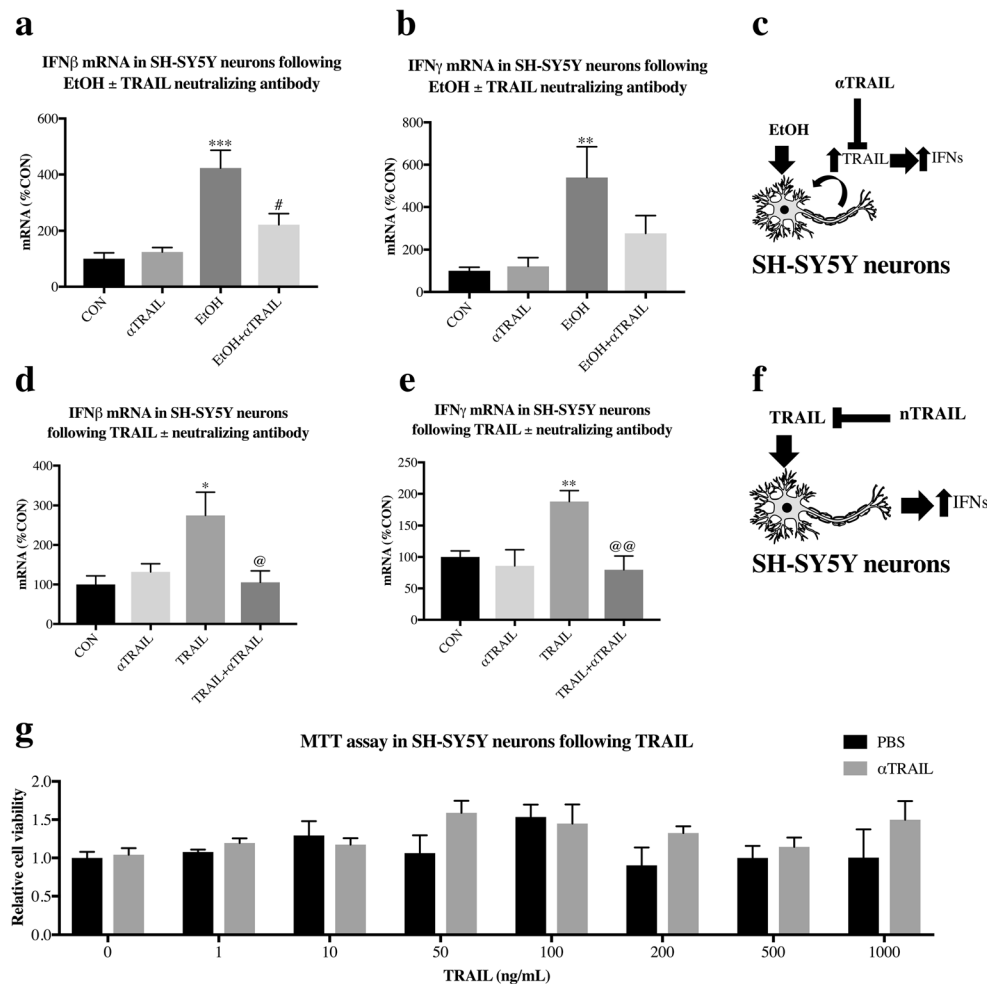 a
IFNβ mRNA in SH-SY5Y neurons following
EtOH ± TRAIL neutralizing antibody
mRNA (%CON)
600
400
200
0
***
#
CON
αTRAIL
EtOH
EtOH+αTRAIL
b
IFNγ mRNA in SH-SY5Y neurons following
EtOH ± TRAIL neutralizing antibody
mRNA (%CON)
800
600
400
200
0
**
CON
αTRAIL
EtOH
EtOH+αTRAIL
c
αTRAIL
EtOH
TRAIL
IFNs
SH-SY5Y neurons
d
IFNβ mRNA in SH-SY5Y neurons
following TRAIL ± neutralizing antibody
mRNA (%CON)
400
300
200
100
0
*
@
CON
αTRAIL
TRAIL
TRAIL+αTRAIL
e
IFNγ mRNA in SH-SY5Y neurons
following TRAIL ± neutralizing antibody
mRNA (%CON)
250
200
150
100
50
0
**
@@
CON
αTRAIL
TRAIL
TRAIL+αTRAIL
f
TRAIL
nTRAIL
IFNs
SH-SY5Y neurons
g
MTT assay in SH-SY5Y neurons following TRAIL
PBS
αTRAIL
Relative cell viability
2.0
1.5
1.0
0.5
0.0
0 1 10 50 100 200 500 1000
TRAIL (ng/mL)